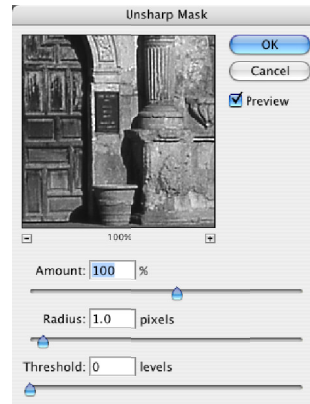 Unsharp Mask
OK
Cancel
Preview
100%
Amount: 100 %
Radius: 1.0 pixels
Threshold: 0 levels